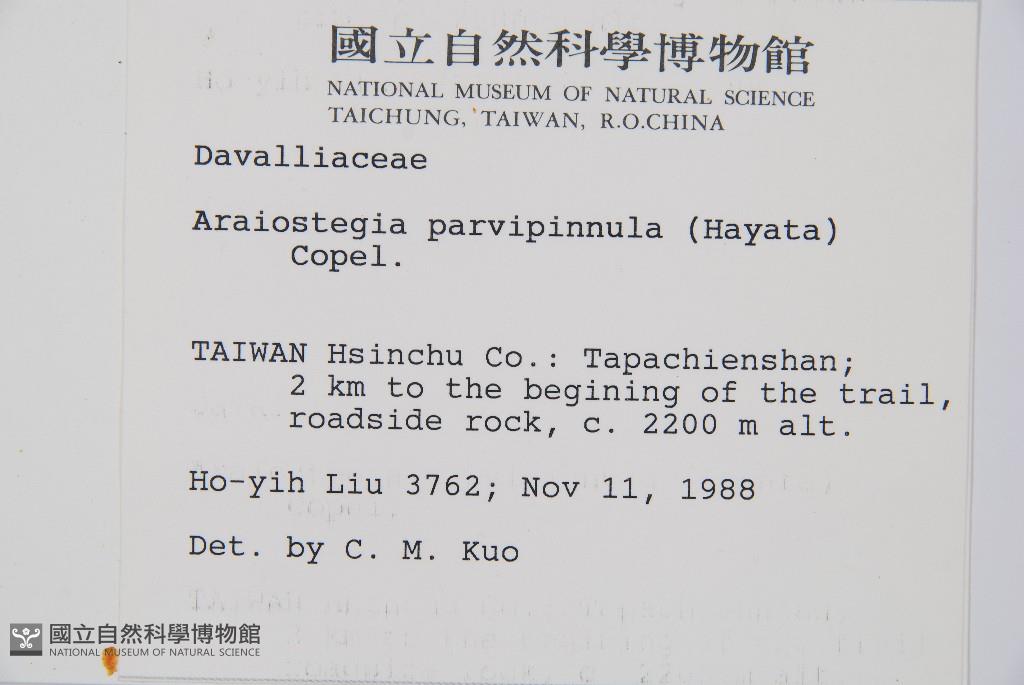 國立自然科學博物館
NATIONAL MUSEUM OF NATURAL SCIENCE
TAICHUNG, TAIWAN, R.O.CHINA
Davalliaceae
Araiostegia parvipinnula (Hayata)
Copel.
TAIWAN Hsinchu Co.: Tapachienshan;
2 km to the begining of the trail,
roadside rock, c. 2200 m alt.
Ho-yih Liu 3762; Nov 11, 1988
Det. by C. M. Kuo
國立自然科學博物館
NATIONAL MUSEUM OF NATURAL SCIENCE